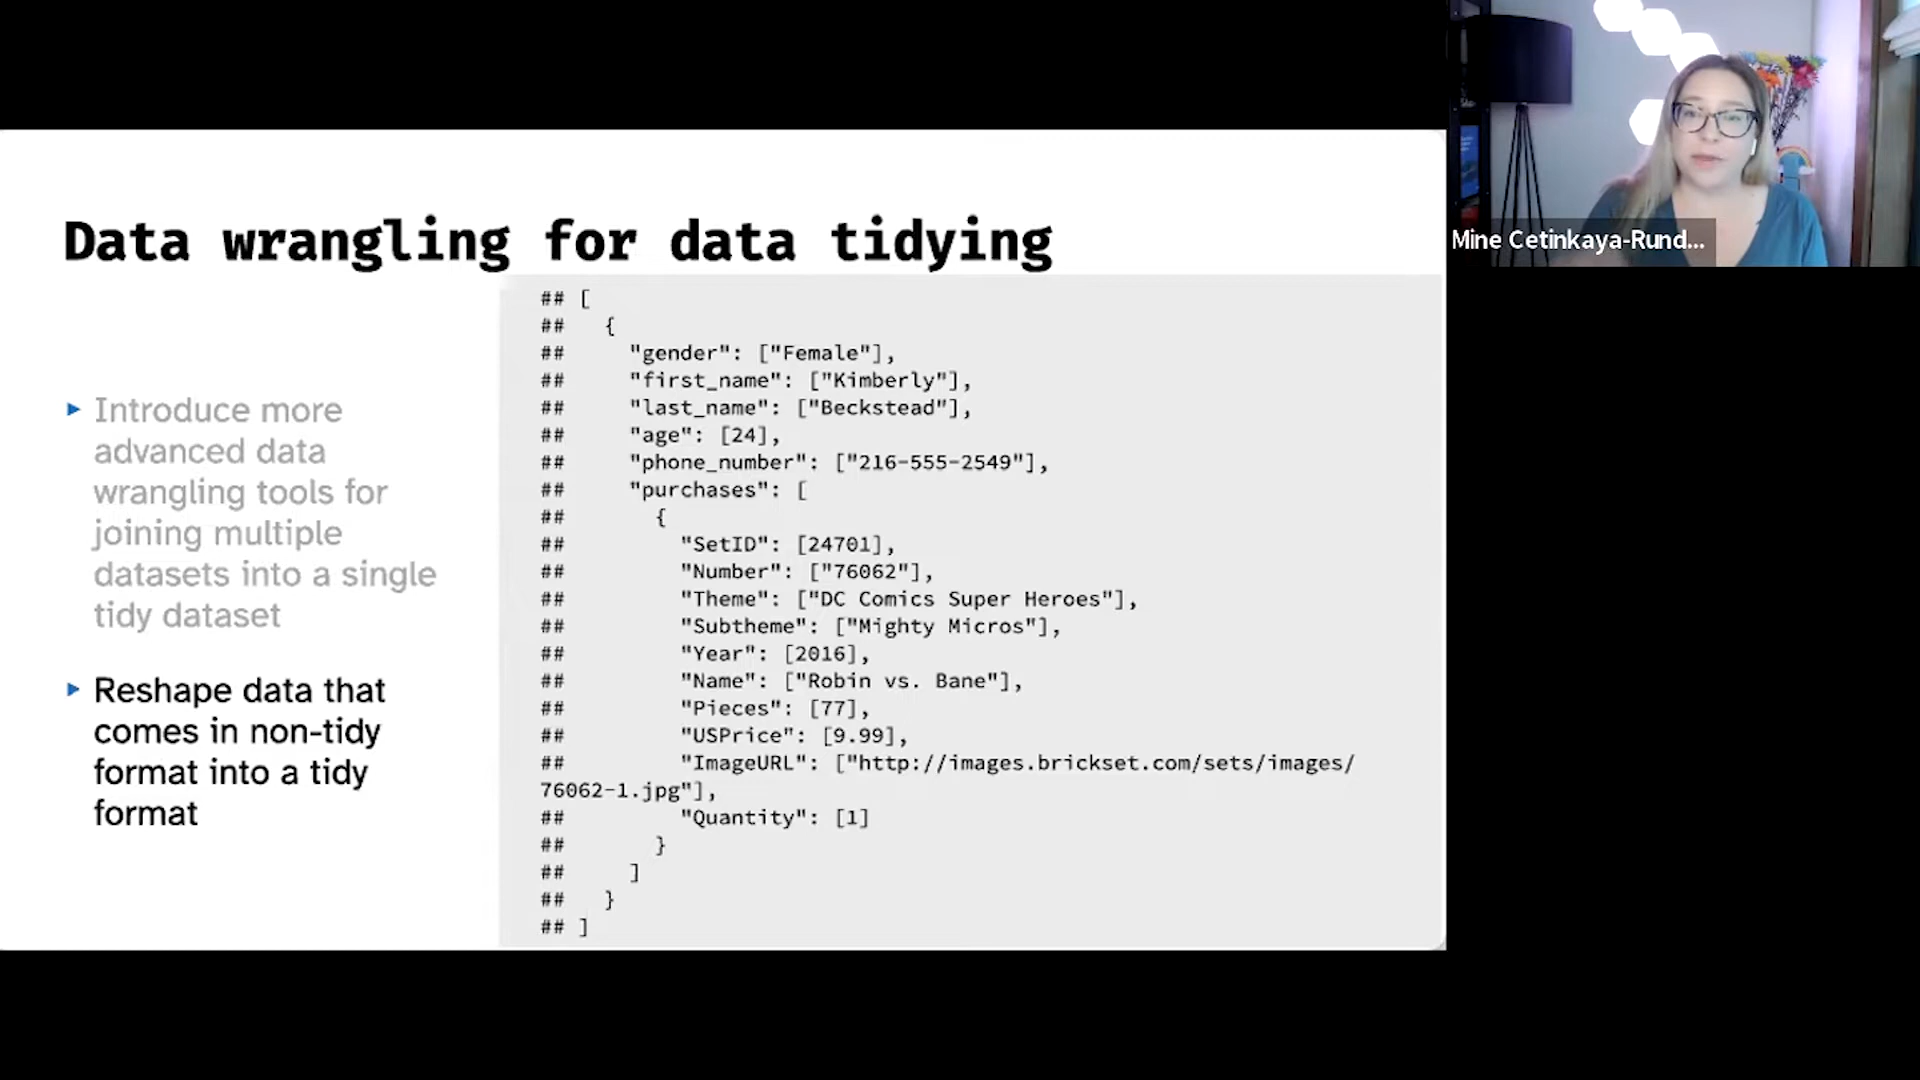 Data wrangling for data tidying
Introduce more
advanced data
wrangling tools for
joining multiple
datasets into a single
tidy dataset
Reshape data that
comes in non-tidy
format into a tidy
format
## [
##   {
##     "gender": ["Female"],
##     "first_name": ["Kimberly"],
##     "last_name": ["Beckstead"],
##     "age": [24],
##     "phone_number": ["216-555-2549"],
##     "purchases": [
##       {
##         "SetID": [24701],
##         "Number": ["76062"],
##         "Theme": ["DC Comics Super Heroes"],
##         "Subtheme": ["Mighty Micros"],
##         "Year": [2016],
##         "Name": ["Robin vs. Bane"],
##         "Pieces": [77],
##         "USPrice": [9.99],
##         "ImageURL": ["http://images.brickset.com/sets/images/
76062-1.jpg"],
##         "Quantity": [1]
##       }
##     ]
##   }
## ]
Mine Cetinkaya-Rund...